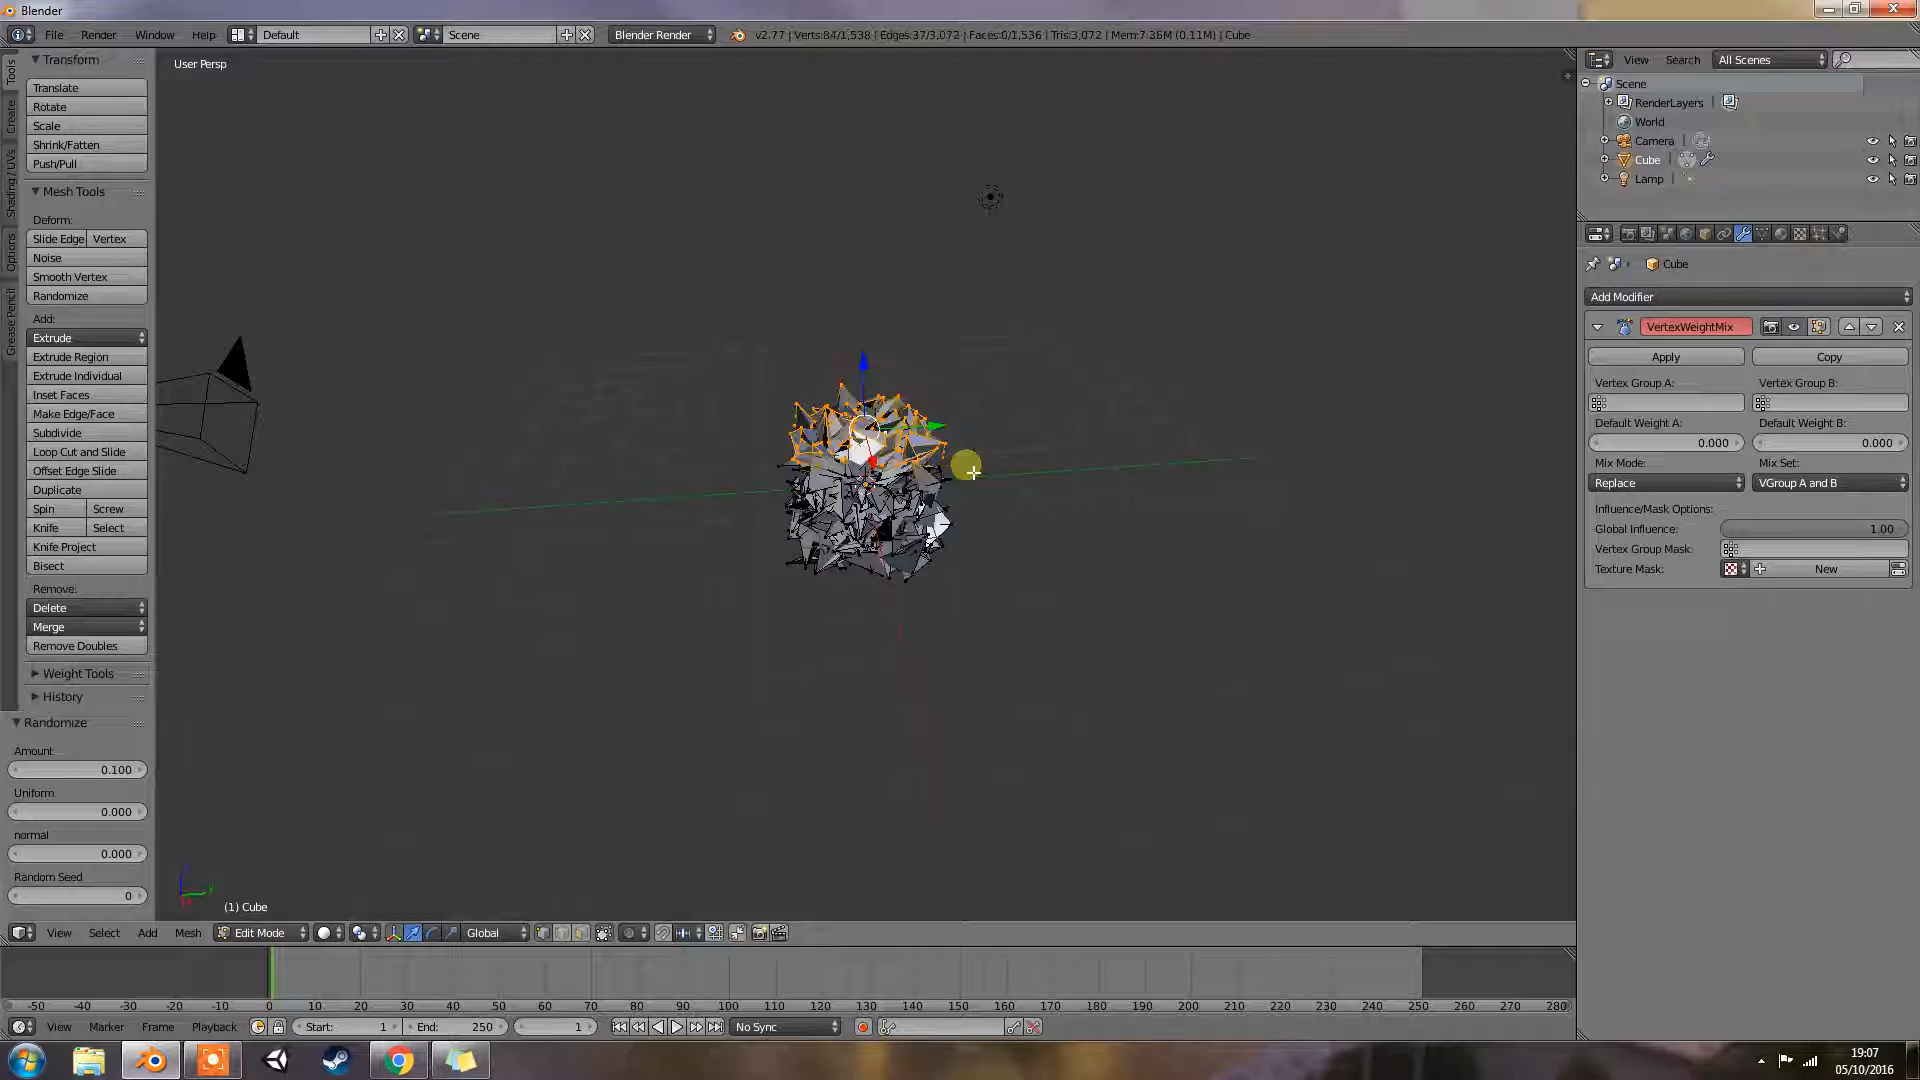 Blender
File Render Window Help Default Scene Blender Render v2.77 | Verts:84/1,538 | Edges:37/3,072 | Faces:0/1,536 | Tris:3,072 | Mem:7.36M (0.11M) | Cube
Tools
Create
Shading / UVs
Options
Grease Pencil
Transform
Translate
Rotate
Scale
Shrink/Fatten
Push/Pull
Mesh Tools
Deform:
Slide Edge Vertex
Noise
Smooth Vertex
Randomize
Add:
Extrude
Extrude Region
Extrude Individual
Inset Faces
Make Edge/Face
Subdivide
Loop Cut and Slide
Offset Edge Slide
Duplicate
Spin Screw
Knife Select
Knife Project
Bisect
Remove:
Delete
Merge
Remove Doubles
Weight Tools
History
Randomize
Amount
0.100
Uniform
0.000
normal
0.000
Random Seed
0
User Persp
(1) Cube
View Select Add Mesh Edit Mode Global
View Search All Scenes
Scene
RenderLayers
World
Camera
Cube
Lamp
Cube
Add Modifier
VertexWeightMix
Apply Copy
Vertex Group A: Vertex Group B:
Default Weight A: Default Weight B:
0.000 0.000
Mix Mode: Mix Set:
Replace VGroup A and B
Influence/Mask Options:
Global Influence: 1.00
Vertex Group Mask:
Texture Mask: New
-50 -40 -30 -20 -10 0 10 20 30 40 50 60 70 80 90 100 110 120 130 140 150 160 170 180 190 200 210 220 230 240 250 260 270 280
View Marker Frame Playback Start: 1 End: 250 1 No Sync
19:07
05/10/2016